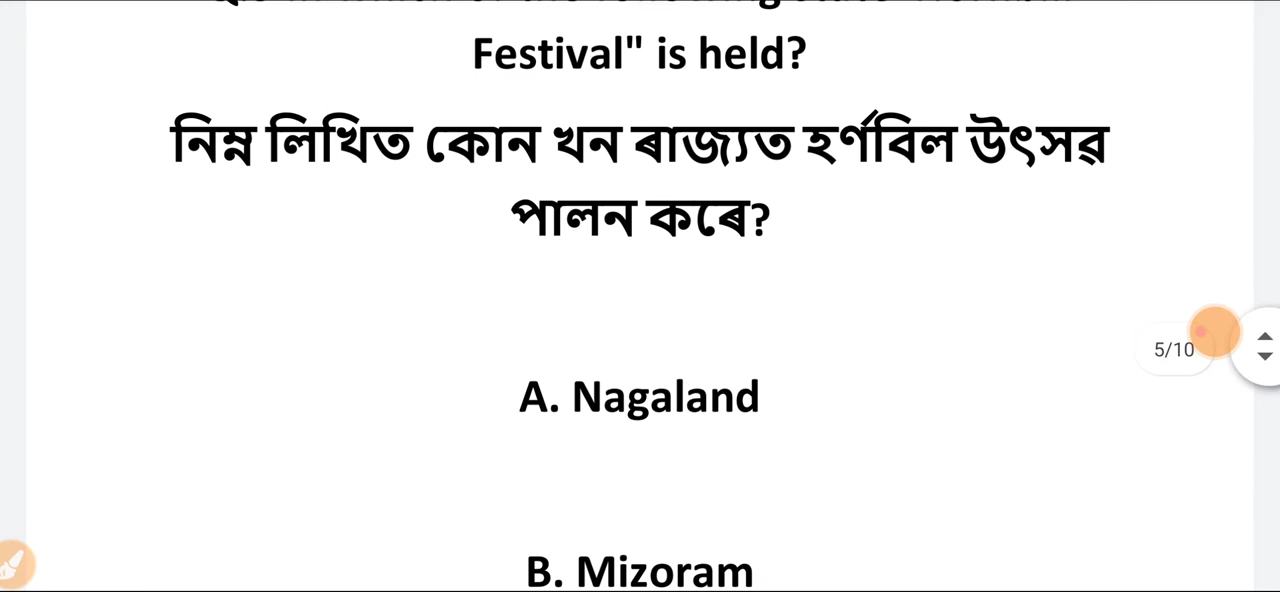 Festival" is held?
নিম্ন লিখিত কোন খন ৰাজ্যত হৰ্ণবিল উৎসৱ
পালন কৰে?
A. Nagaland
5/10
B. Mizoram